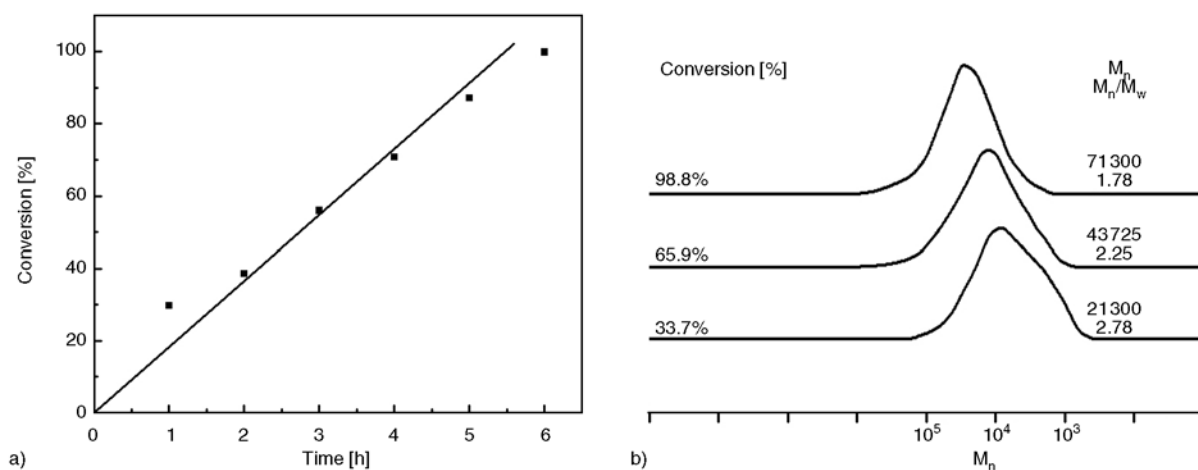 100
80
60
40
20
0
Conversion [%]
0 1 2 3 4 5 6
Time [h]
a)
Conversion [%]
Mn
Mn/Mw
98.8%
71300
1.78
65.9%
43725
2.25
33.7%
21300
2.78
10⁵ 10⁴ 10³
Mn
b)